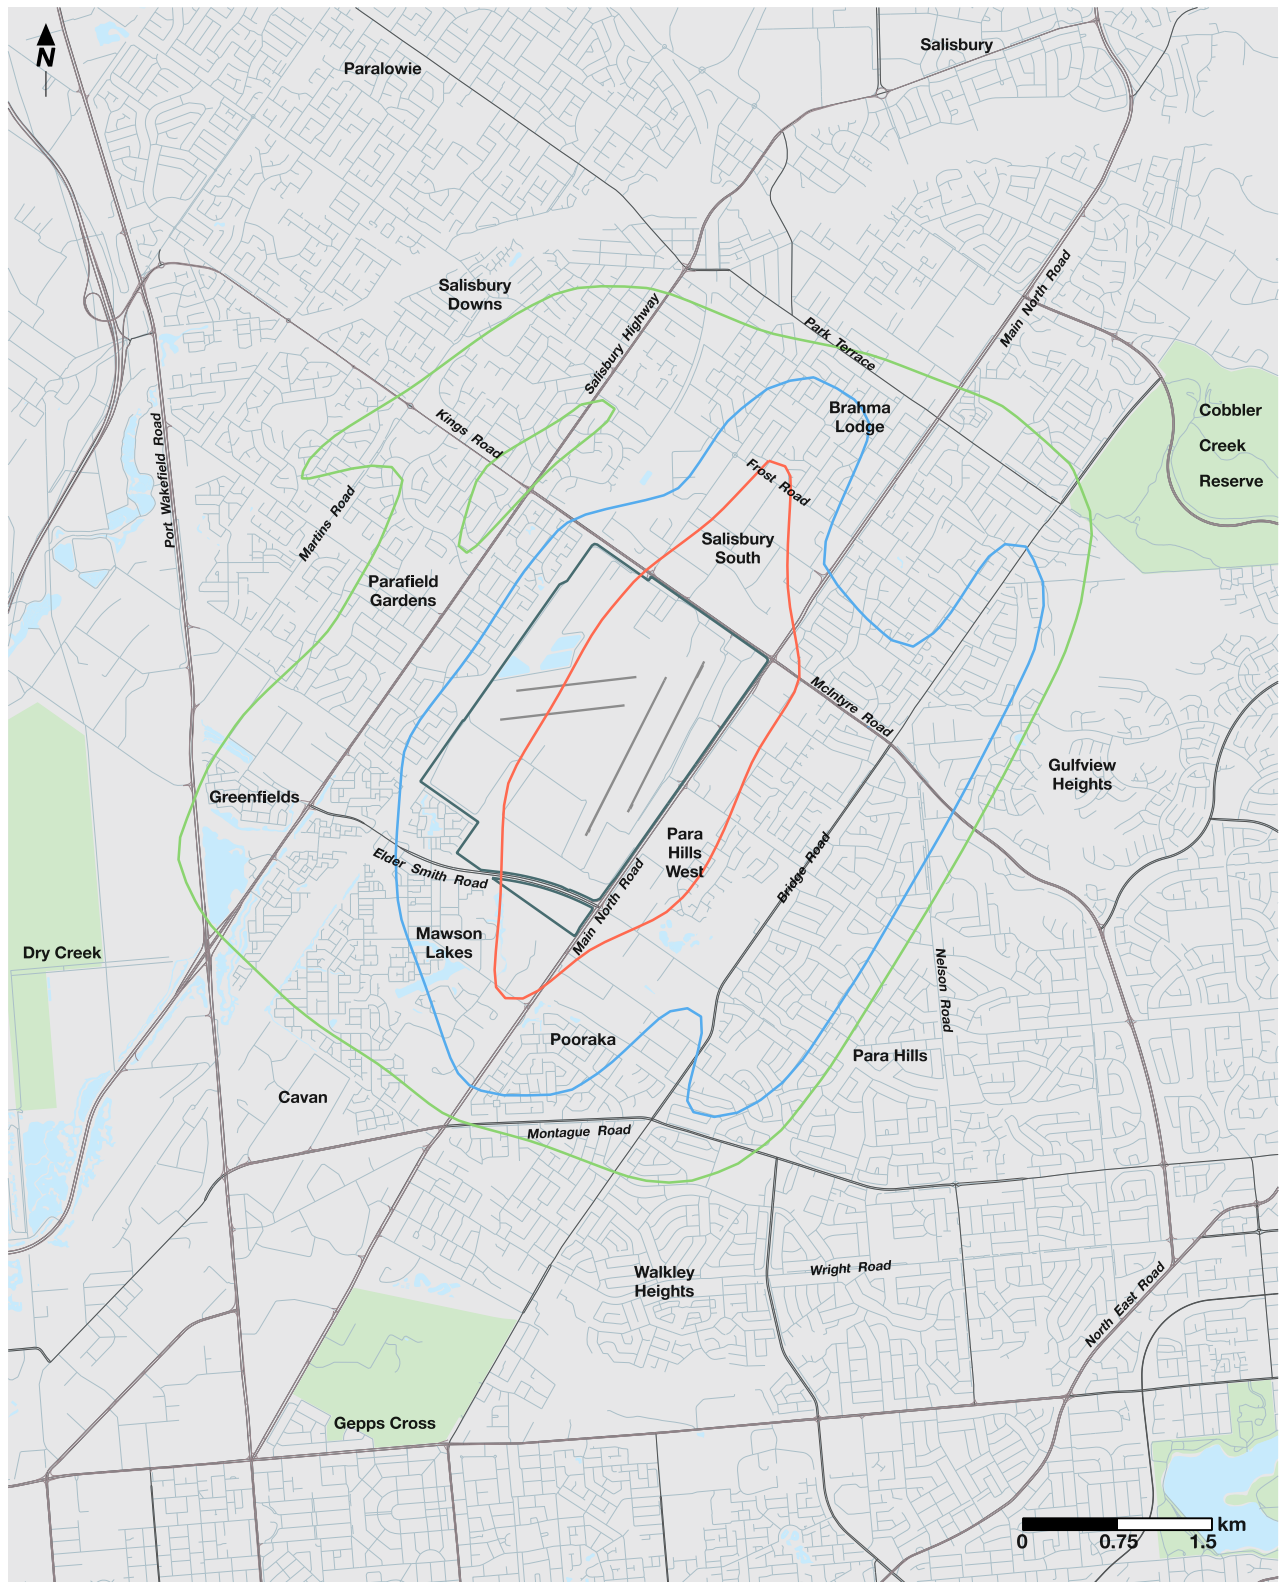 N
Paralowie
Salisbury
Salisbury
Downs
Salisbury Highway
Main North Road
Park Terrace
Brahma
Lodge
Cobbler
Creek
Reserve
Kings Road
Port Wakefield Road
Martins Road
Frost Road
Salisbury
South
Parafield
Gardens
McIntyre Road
Gulfview
Heights
Greenfields
Para
Hills
West
Bridge Road
Elder Smith Road
Main North Road
Mawson
Lakes
Dry Creek
Nelson Road
Pooraka
Para Hills
Cavan
Montague Road
Walkley
Heights
Wright Road
North East Road
Gepps Cross
km
0 0.75 1.5